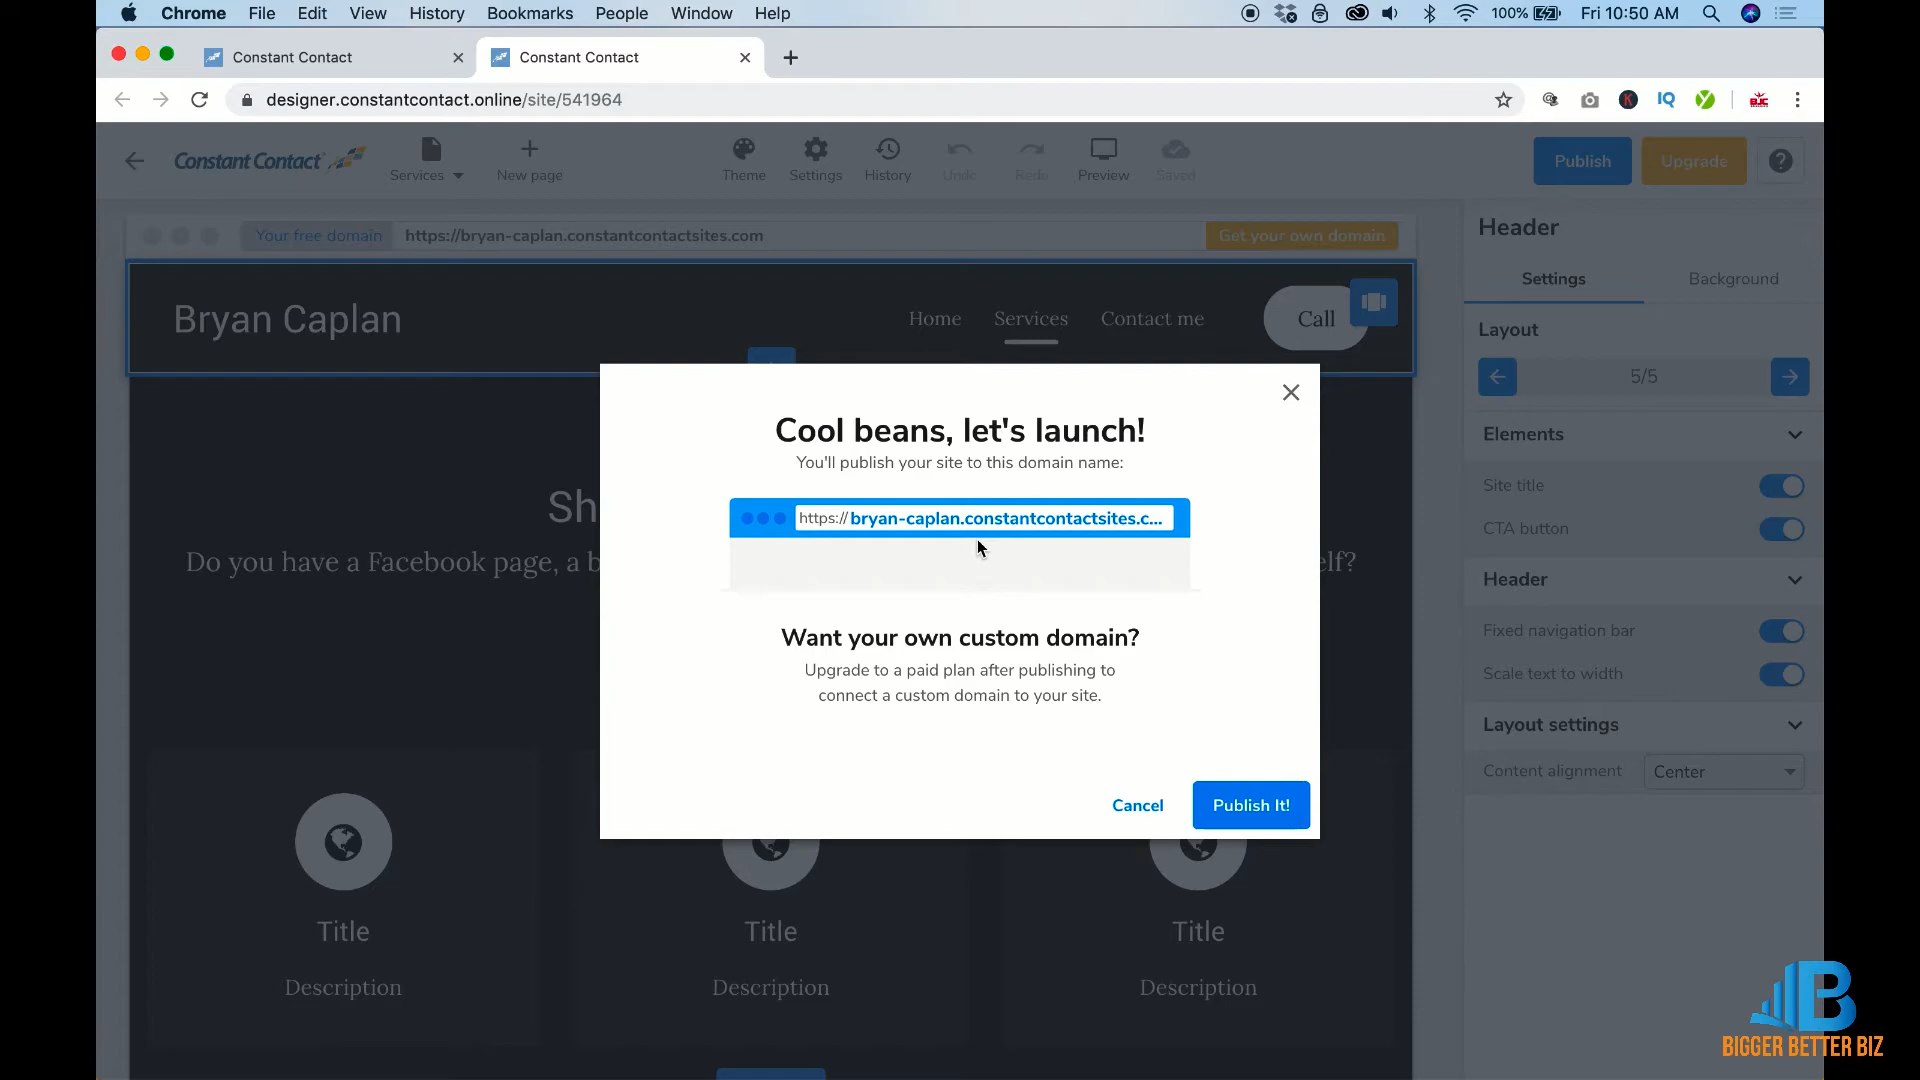 Chrome File Edit View History Bookmarks People Window Help 100% Fri 10:50 AM
Constant Contact Constant Contact
designer.constantcontact.online/site/541964 IQ BJC
Constant Contact Services New page Theme Settings History Undo Redo Preview Saved Publish Upgrade ?
Your free domain https://bryan-caplan.constantcontactsites.com Get your own domain
Header
Settings Background
Bryan Caplan Home Services Contact me Call
Layout
5/5
Cool beans, let's launch!
You'll publish your site to this domain name:
https://bryan-caplan.constantcontactsites.c...
Sh
Do you have a Facebook page, a b elf?
Want your own custom domain?
Upgrade to a paid plan after publishing to
connect a custom domain to your site.
Cancel Publish It!
Elements
Site title
CTA button
Header
Fixed navigation bar
Scale text to width
Layout settings
Content alignment Center
Title Title Title
Description Description Description
B
BIGGER BETTER BIZ